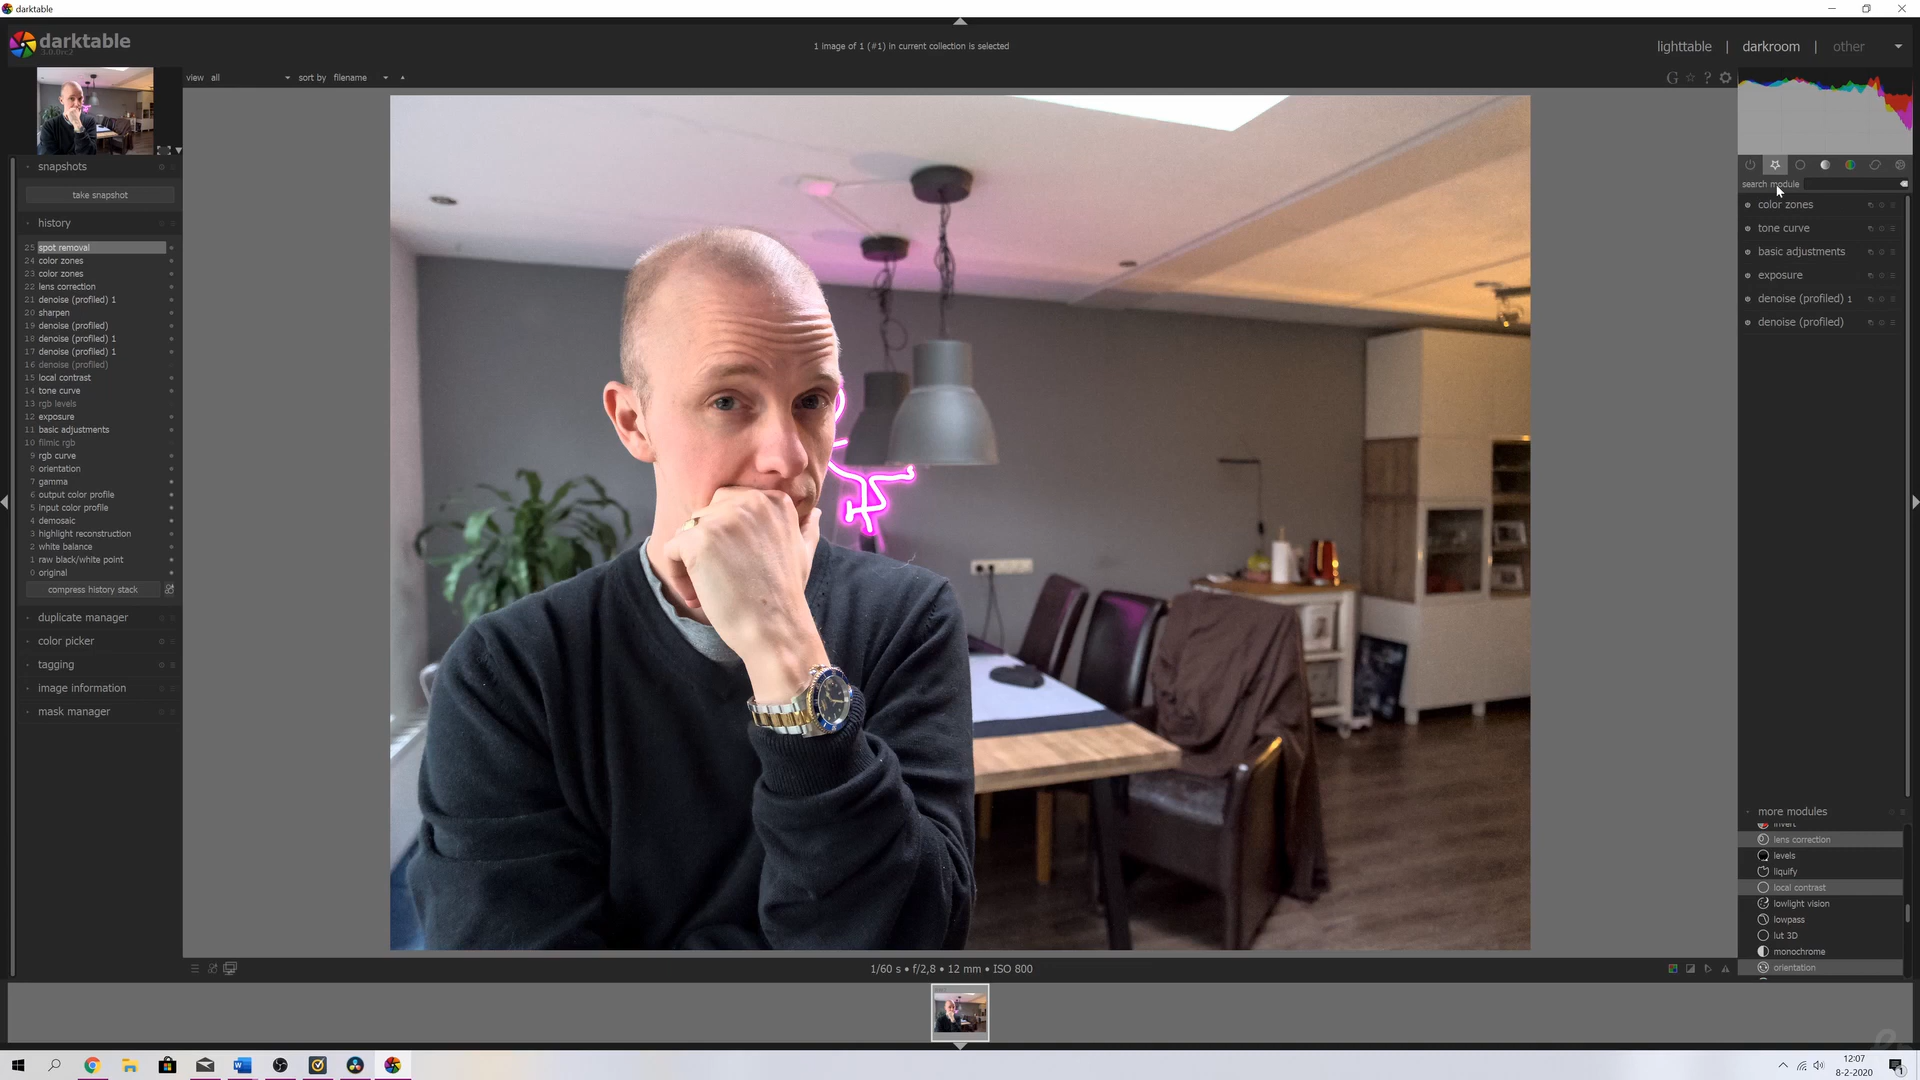 darktable
darktable
3.0.0rc2
1 image of 1 (#1) in current collection is selected
lighttable | darkroom | other
view all sort by filename
G ☆ ?
snapshots
take snapshot
history
25 spot removal
24 color zones
23 color zones
22 lens correction
21 denoise (profiled) 1
20 sharpen
19 denoise (profiled)
18 denoise (profiled) 1
17 denoise (profiled) 1
16 denoise (profiled)
15 local contrast
14 tone curve
13 rgb levels
12 exposure
11 basic adjustments
10 filmic rgb
9 rgb curve
8 orientation
7 gamma
6 output color profile
5 input color profile
4 demosaic
3 highlight reconstruction
2 white balance
1 raw black/white point
0 original
compress history stack
duplicate manager
color picker
tagging
image information
mask manager
search module
color zones
tone curve
basic adjustments
exposure
denoise (profiled) 1
denoise (profiled)
more modules
invert
lens correction
levels
liquify
local contrast
lowlight vision
lowpass
lut 3D
monochrome
orientation
1/60 s • f/2,8 • 12 mm • ISO 800
12:07
8-2-2020